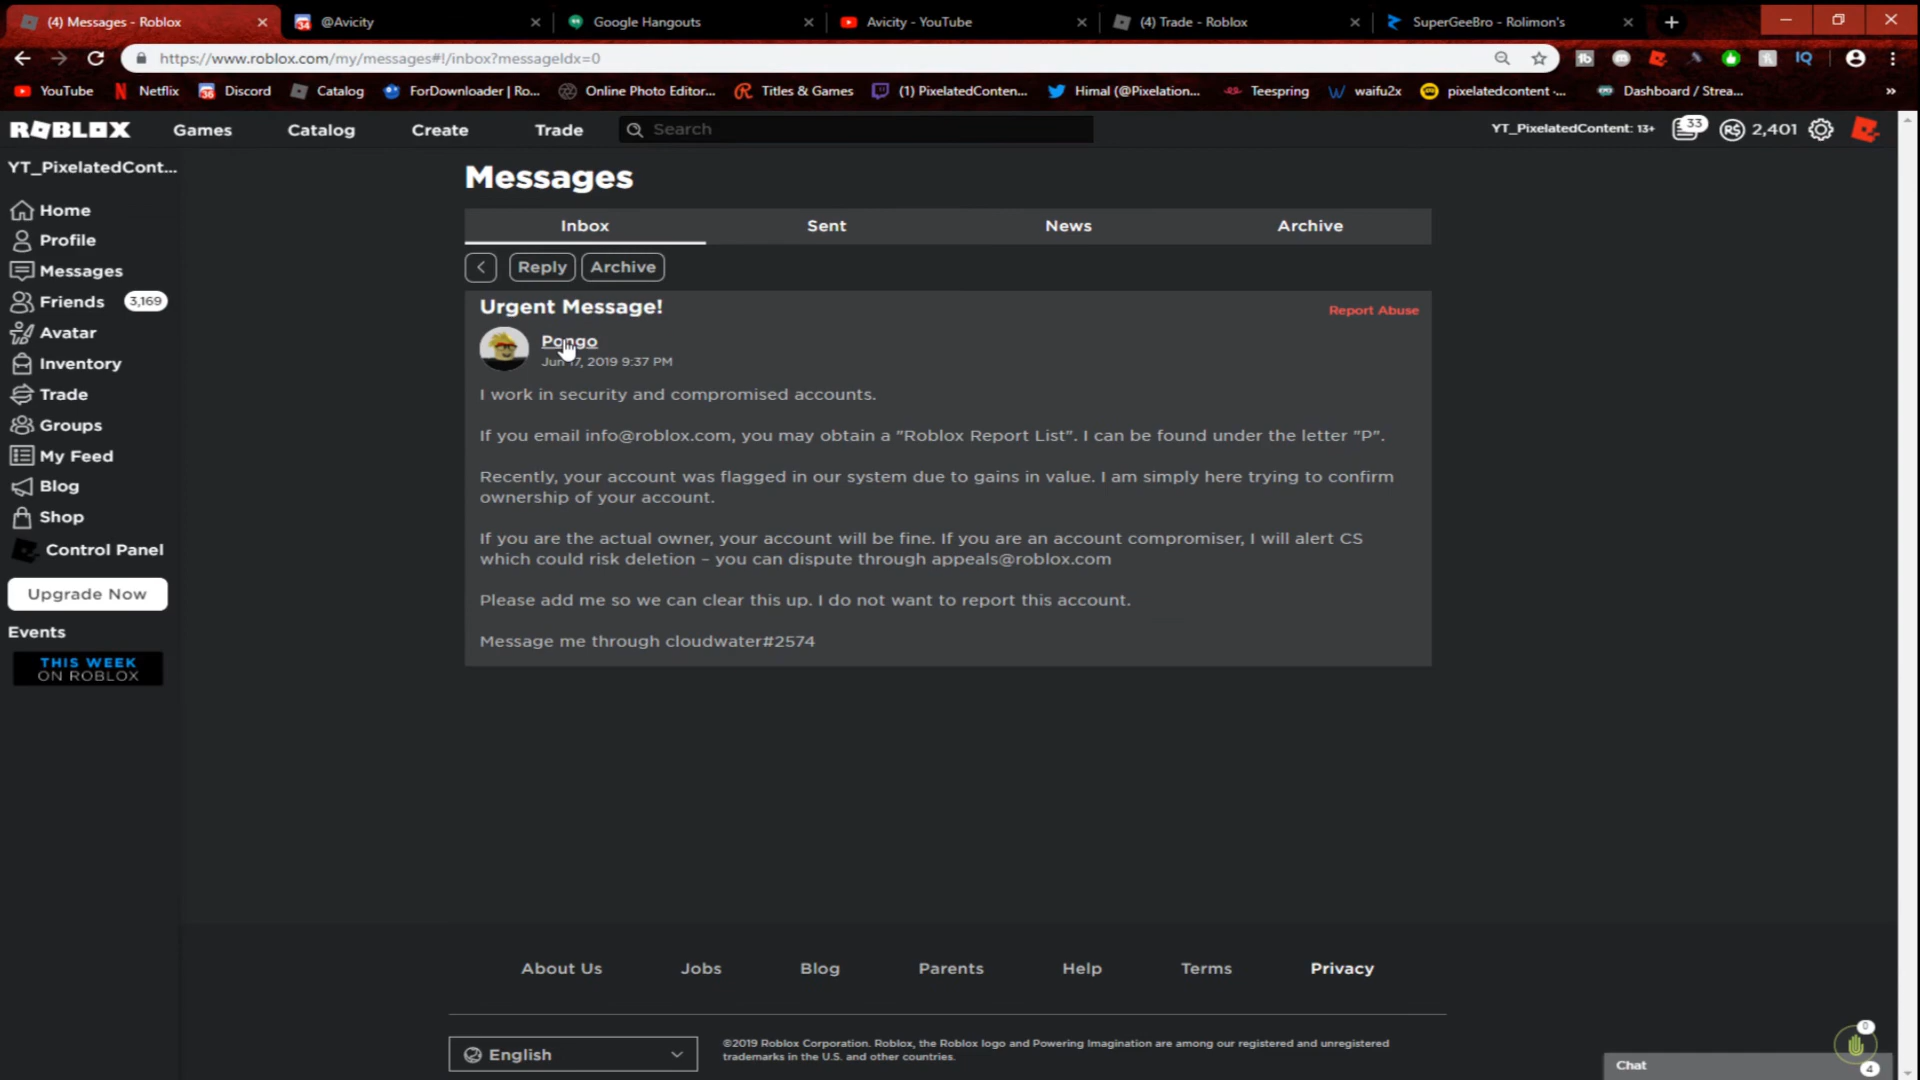 (4) Messages - Roblox
@Avicity
Google Hangouts
Avicity - YouTube
(4) Trade - Roblox
SuperGeeBro - Rolimon's
https://www.roblox.com/my/messages#!/inbox?messageIdx=0
YouTube
Netflix
Discord
Catalog
ForDownloader | Ro...
Online Photo Editor...
Titles & Games
(1) PixelatedConten...
Himal (@Pixelation...
Teespring
waifu2x
pixelatedcontent -...
Dashboard / Strea...
»
ROBLOX
Games
Catalog
Create
Trade
Search
YT_PixelatedContent: 13+
33
R$ 2,401
YT_PixelatedCont...
Home
Profile
Messages
Friends 3,169
Avatar
Inventory
Trade
Groups
My Feed
Blog
Shop
Control Panel
Upgrade Now
Events
THIS WEEK
ON ROBLOX
Messages
Inbox
Sent
News
Archive
Reply
Archive
Urgent Message!
Report Abuse
Pongo
Jun 17, 2019 9:37 PM
I work in security and compromised accounts.
If you email info@roblox.com, you may obtain a "Roblox Report List". I can be found under the letter "P".
Recently, your account was flagged in our system due to gains in value. I am simply here trying to confirm
ownership of your account.
If you are the actual owner, your account will be fine. If you are an account compromiser, I will alert CS
which could risk deletion – you can dispute through appeals@roblox.com
Please add me so we can clear this up. I do not want to report this account.
Message me through cloudwater#2574
About Us
Jobs
Blog
Parents
Help
Terms
Privacy
English
©2019 Roblox Corporation. Roblox, the Roblox logo and Powering Imagination are among our registered and unregistered
trademarks in the U.S. and other countries.
0
Chat
4